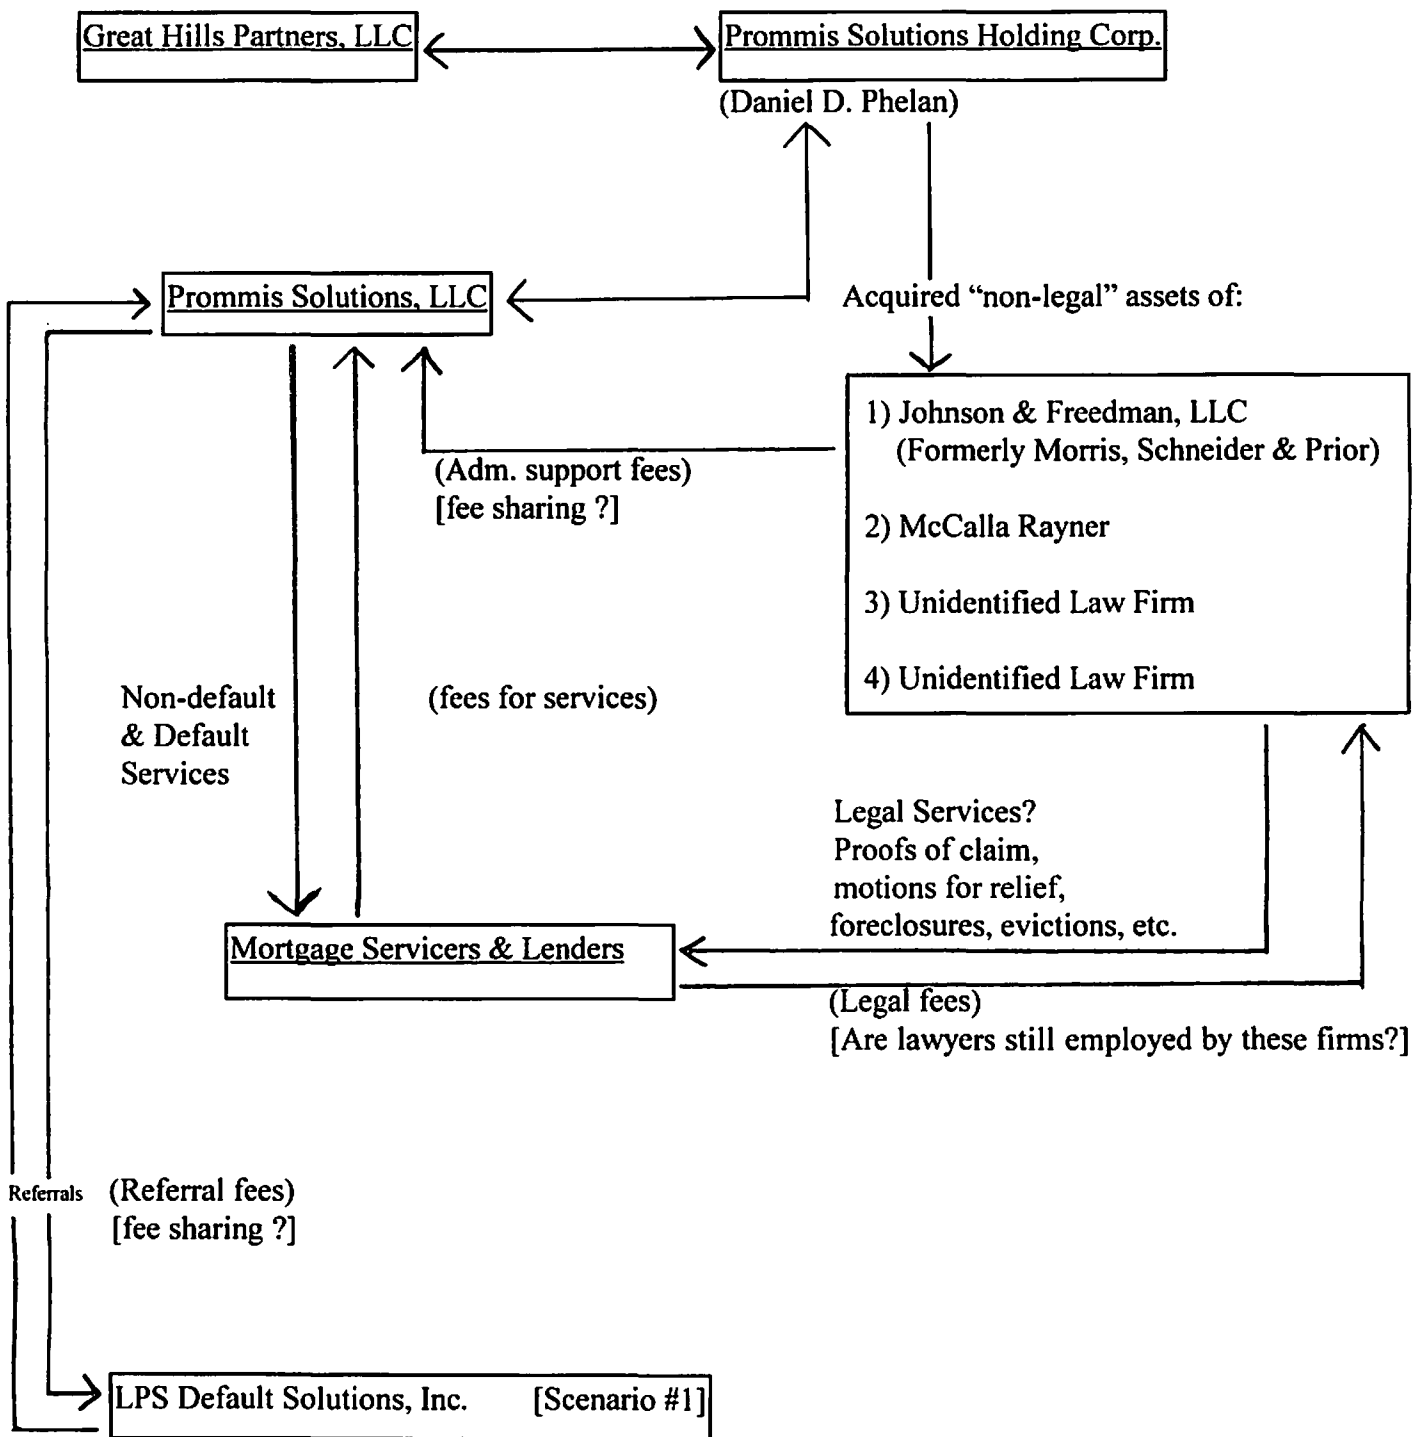 Great Hills Partners, LLC
Prommis Solutions Holding Corp.
(Daniel D. Phelan)
Prommis Solutions, LLC
Acquired “non-legal” assets of:
1) Johnson & Freedman, LLC
(Formerly Morris, Schneider & Prior)
2) McCalla Rayner
3) Unidentified Law Firm
4) Unidentified Law Firm
(Adm. support fees)
[fee sharing ?]
Non-default
& Default
Services
(fees for services)
Legal Services?
Proofs of claim,
motions for relief,
foreclosures, evictions, etc.
Mortgage Servicers & Lenders
(Legal fees)
[Are lawyers still employed by these firms?]
Referrals
(Referral fees)
[fee sharing ?]
LPS Default Solutions, Inc. [Scenario #1]